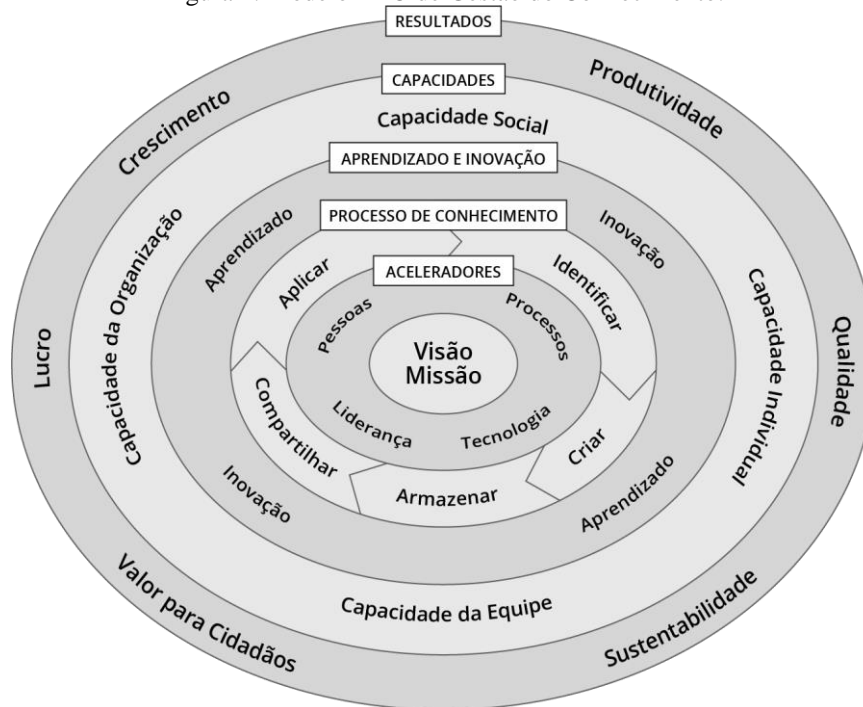 RESULTADOS
CAPACIDADES
APRENDIZADO E INOVAÇÃO
PROCESSO DE CONHECIMENTO
ACELERADORES
Visão
Missão
Pessoas
Processos
Liderança
Tecnologia
Identificar
Criar
Armazenar
Compartilhar
Aplicar
Aprendizado
Inovação
Inovação
Aprendizado
Capacidade Social
Capacidade Individual
Capacidade da Equipe
Capacidade da Organização
Crescimento
Produtividade
Qualidade
Sustentabilidade
Valor para Cidadãos
Lucro